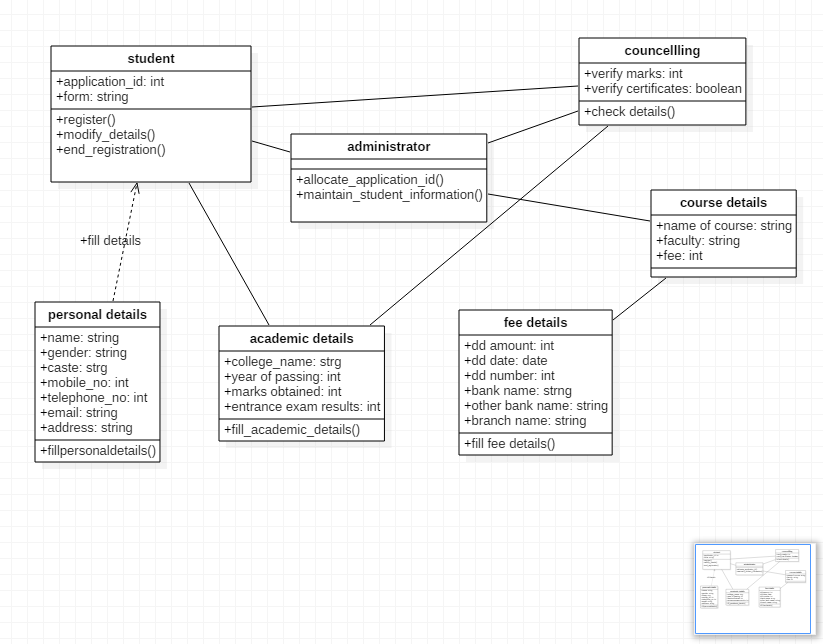 student
+application_id: int
+form: string
+register()
+modify_details()
+end_registration()
councellling
+verify marks: int
+verify certificates: boolean
+check details()
administrator
+allocate_application_id()
+maintain_student_information()
course details
+name of course: string
+faculty: string
+fee: int
+fill details
personal details
+name: string
+gender: string
+caste: strg
+mobile_no: int
+telephone_no: int
+email: string
+address: string
+fillpersonaldetails()
academic details
+college_name: strg
+year of passing: int
+marks obtained: int
+entrance exam results: int
+fill_academic_details()
fee details
+dd amount: int
+dd date: date
+dd number: int
+bank name: strng
+other bank name: string
+branch name: string
+fill fee details()